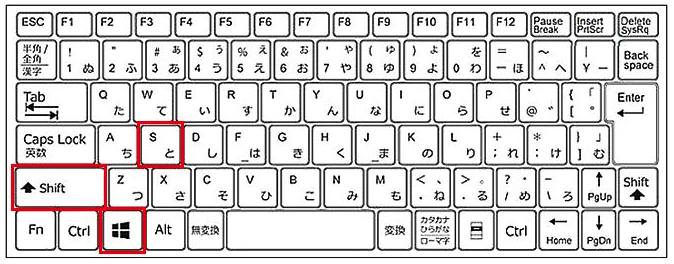 ESC F1 F2 F3 F4 F5 F6 F7 F8 F9 F10 F11 F12 Pause Break Insert PrtScr Delete SysRq
半角/全角 漢字 ! 1 ぬ " 2 ふ # ぁ 3 あ $ ぅ 4 う % ぇ 5 え & ぉ 6 お ' ゃ 7 や ( ゅ 8 ゆ ) ょ 9 よ を 0 わ = - ほ ~ ^ へ | ¥ ー Back space
Tab Q た W て E い R す T か Y ん U な I に O ら P せ ` @ ゛ { 「 [ ゜ Enter
Caps Lock 英数 A ち S と D し F _は G き H く J _ま K の L り + ; れ * : け } 」 ] む
Shift Z つ X さ C そ V ひ B こ N み M も < 、 , ね > 。 . る ? ・ / め _ \ ろ ↑ PgUp Shift
Fn Ctrl Alt 無変換 変換 カタカナ ひらがな ローマ字 Ctrl ← Home ↓ PgDn → End